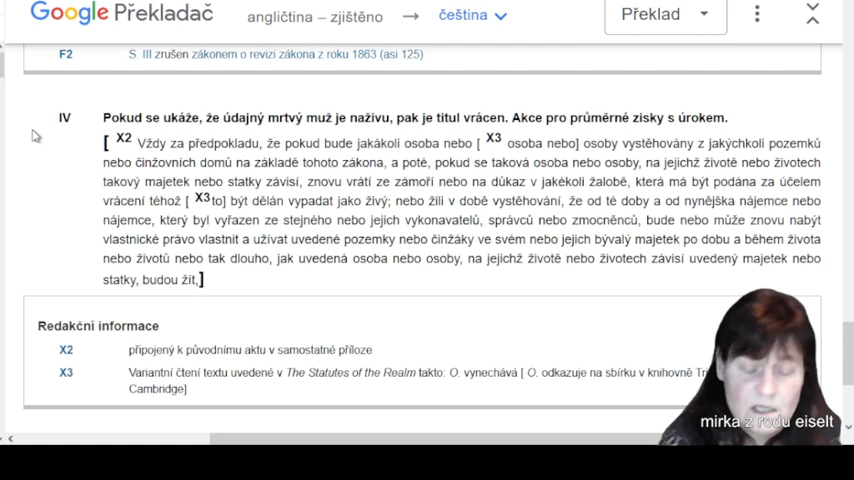 Google Překladač angličtina – zjištěno → čeština Překlad
F2 S. III zrušen zákonem o revizi zákona z roku 1863 (asi 125)
IV Pokud se ukáže, že údajný mrtvý muž je naživu, pak je titul vrácen. Akce pro průměrné zisky s úrokem.
[ X2 Vždy za předpokladu, že pokud bude jakákoli osoba nebo [ X3 osoba nebo] osoby vystěhovány z jakýchkoli pozemků
nebo činžovních domů na základě tohoto zákona, a poté, pokud se taková osoba nebo osoby, na jejichž životě nebo životech
takový majetek nebo statky závisí, znovu vrátí ze zámoří nebo na důkaz v jakékoli žalobě, která má být podána za účelem
vrácení téhož [ X3 to] být dělán vypadat jako živý; nebo žili v době vystěhování, že od té doby a od nynějška nájemce nebo
nájemce, který byl vyřazen ze stejného nebo jejich vykonavatelů, správců nebo zmocněnců, bude nebo může znovu nabýt
vlastnické právo vlastnit a užívat uvedené pozemky nebo činžáky ve svém nebo jejich bývalý majetek po dobu a během života
nebo životů nebo tak dlouho, jak uvedená osoba nebo osoby, na jejichž životě nebo životech závisí uvedený majetek nebo
statky, budou žít,]
Redakční informace
X2 připojený k původnímu aktu v samostatné příloze
X3 Variantní čtení textu uvedené v The Statutes of the Realm takto: O. vynechává [ O. odkazuje na sbírku v knihovně
Cambridge]
mirka z rodu eiselt